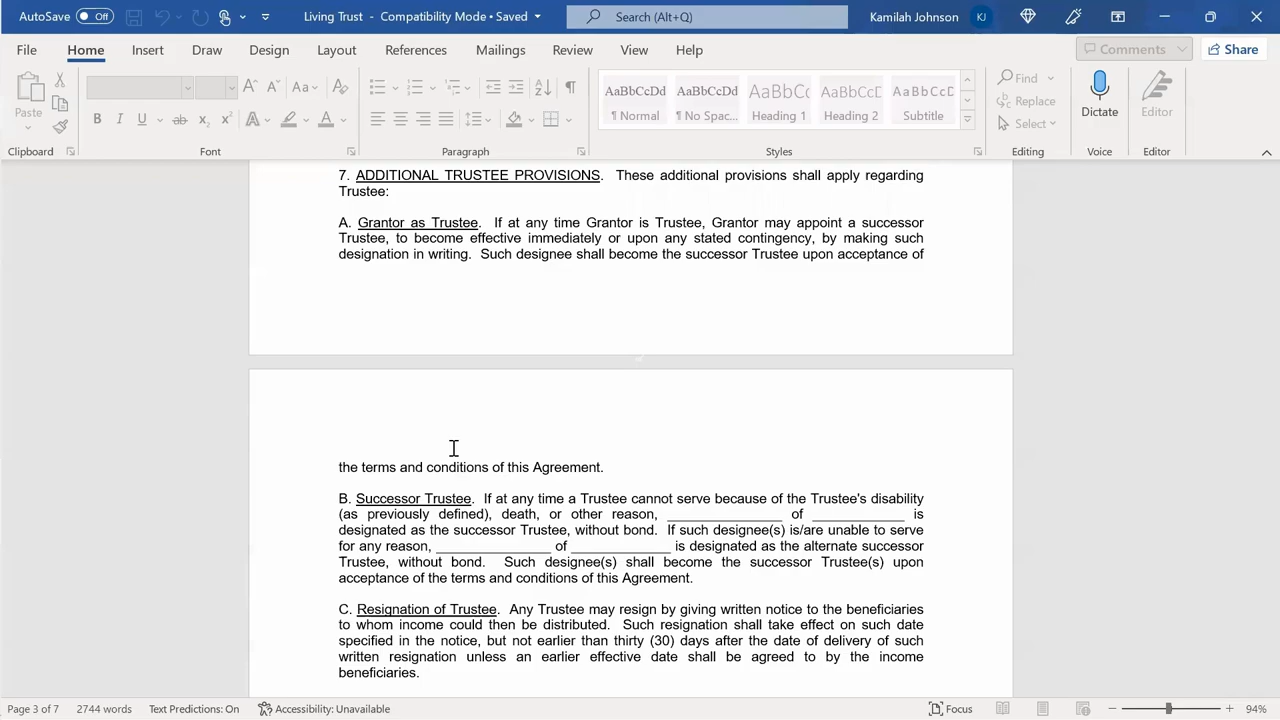 AutoSave Off Living Trust - Compatibility Mode • Saved Search (Alt+Q) Kamilah Johnson KJ
File Home Insert Draw Design Layout References Mailings Review View Help Comments Share
Paste Aa AaBbCcDd AaBbCcDd AaBbCc AaBbCcD AaBbCcD Find Replace Select Dictate Editor
B I U ab x₂ x² A A ¶ Normal ¶ No Spac... Heading Heading 2 Subtitle
Clipboard Font Paragraph Styles Editing Voice Editor
7. ADDITIONAL TRUSTEE PROVISIONS. These additional provisions shall apply regarding
Trustee:
A. Grantor as Trustee. If at any time Grantor is Trustee, Grantor may appoint a successor
Trustee, to become effective immediately or upon any stated contingency, by making such
designation in writing. Such designee shall become the successor Trustee upon acceptance of
the terms and conditions of this Agreement.
B. Successor Trustee. If at any time a Trustee cannot serve because of the Trustee's disability
(as previously defined), death, or other reason, _______________ of ____________ is
designated as the successor Trustee, without bond. If such designee(s) is/are unable to serve
for any reason, _______________ of _____________ is designated as the alternate successor
Trustee, without bond. Such designee(s) shall become the successor Trustee(s) upon
acceptance of the terms and conditions of this Agreement.
C. Resignation of Trustee. Any Trustee may resign by giving written notice to the beneficiaries
to whom income could then be distributed. Such resignation shall take effect on such date
specified in the notice, but not earlier than thirty (30) days after the date of delivery of such
written resignation unless an earlier effective date shall be agreed to by the income
beneficiaries.
Page 3 of 7 2744 words Text Predictions: On Accessibility: Unavailable Focus 94%